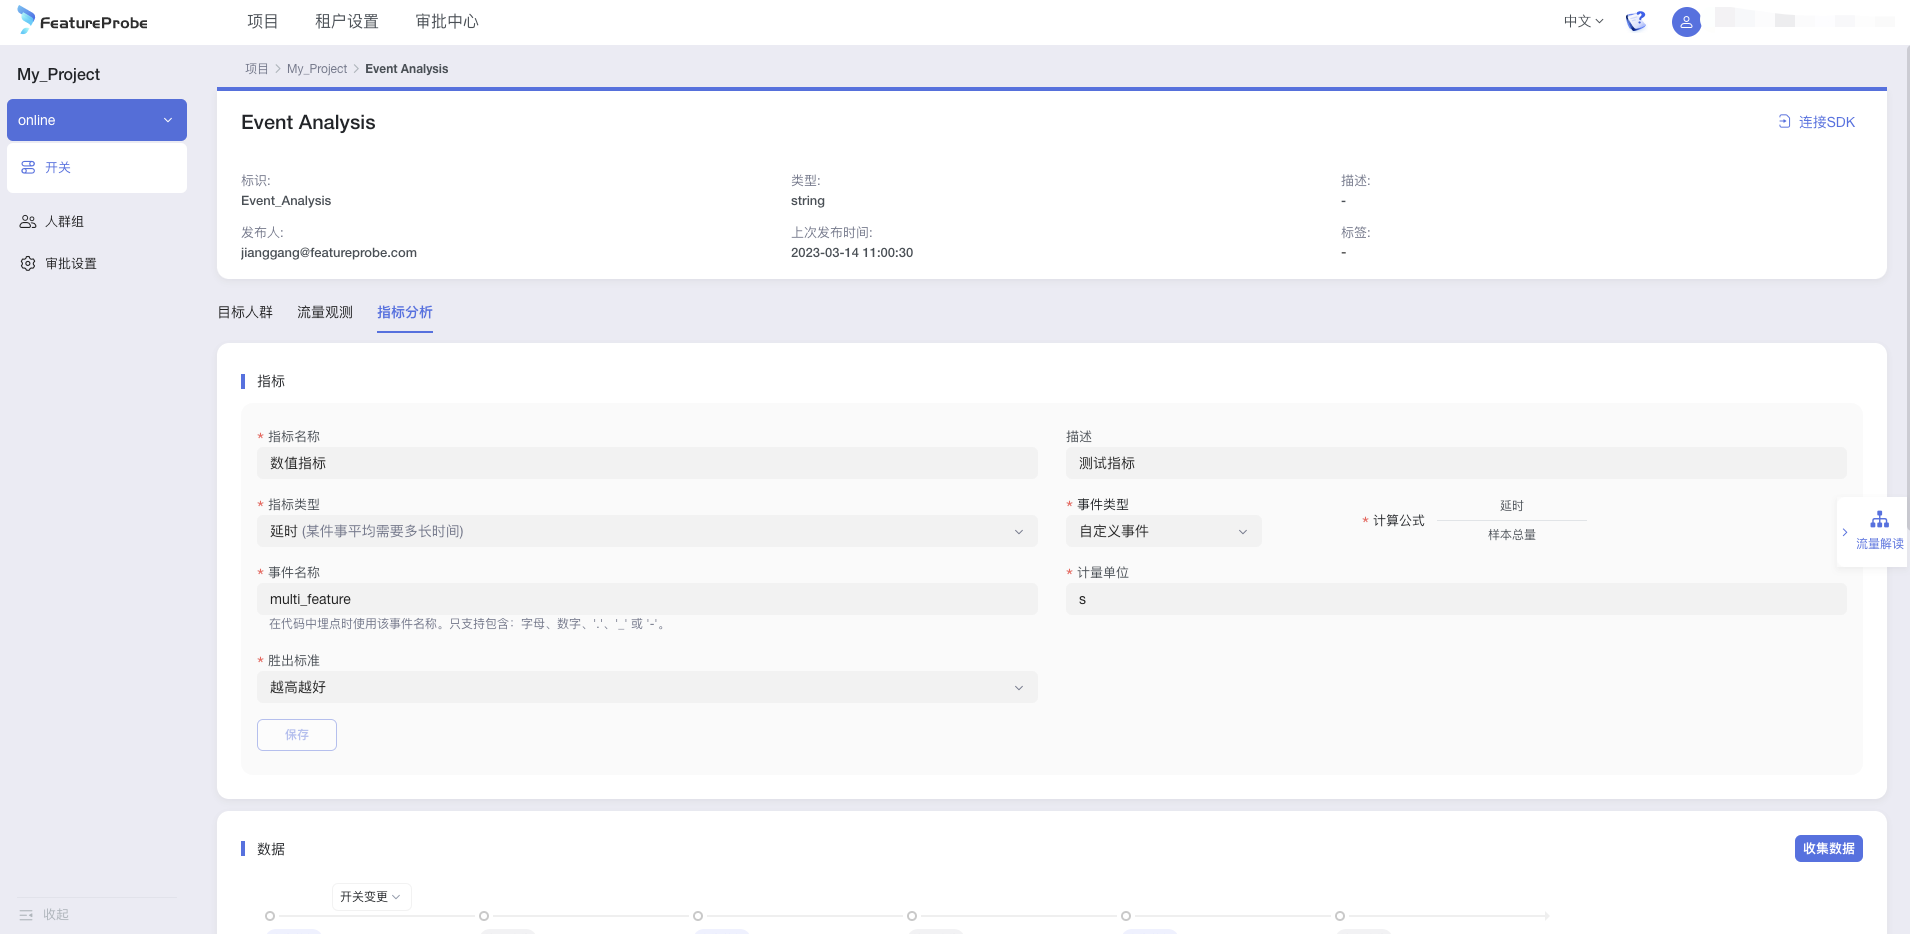 FeatureProbe
项目 租户设置 审批中心
中文
My_Project
online
开关
人群组
审批设置
收起
项目 > My_Project > Event Analysis
Event Analysis
连接SDK
标识:
Event_Analysis
类型:
string
描述:
-
发布人:
jianggang@featureprobe.com
上次发布时间:
2023-03-14 11:00:30
标签:
-
目标人群 流量观测 指标分析
指标
* 指标名称
数值指标
描述
测试指标
* 指标类型
延时 (某件事平均需要多长时间)
* 事件类型
自定义事件
* 计算公式
延时
样本总量
* 事件名称
multi_feature
在代码中埋点时使用该事件名称。只支持包含：字母、数字、'.'、'_' 或 '-'。
* 计量单位
s
* 胜出标准
越高越好
保存
流量解读
数据
收集数据
开关变更